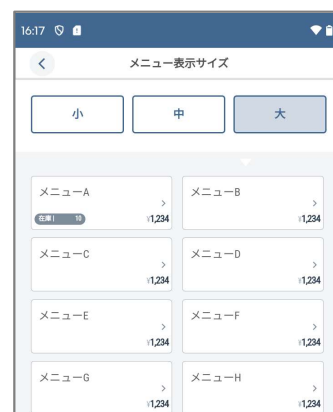 16:17
メニュー表示サイズ
小 中 大
メニューA メニューB
在庫 10 ¥1,234 ¥1,234
メニューC メニューD
¥1,234 ¥1,234
メニューE メニューF
¥1,234 ¥1,234
メニューG メニューH
¥1,234 ¥1,234